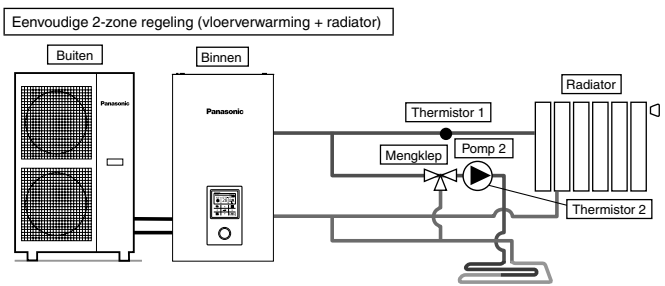 Eenvoudige 2-zone regeling (vloerverwarming + radiator)
Buiten
Binnen
Radiator
Panasonic
Panasonic
Thermistor 1
Mengklep
Pomp 2
Thermistor 2